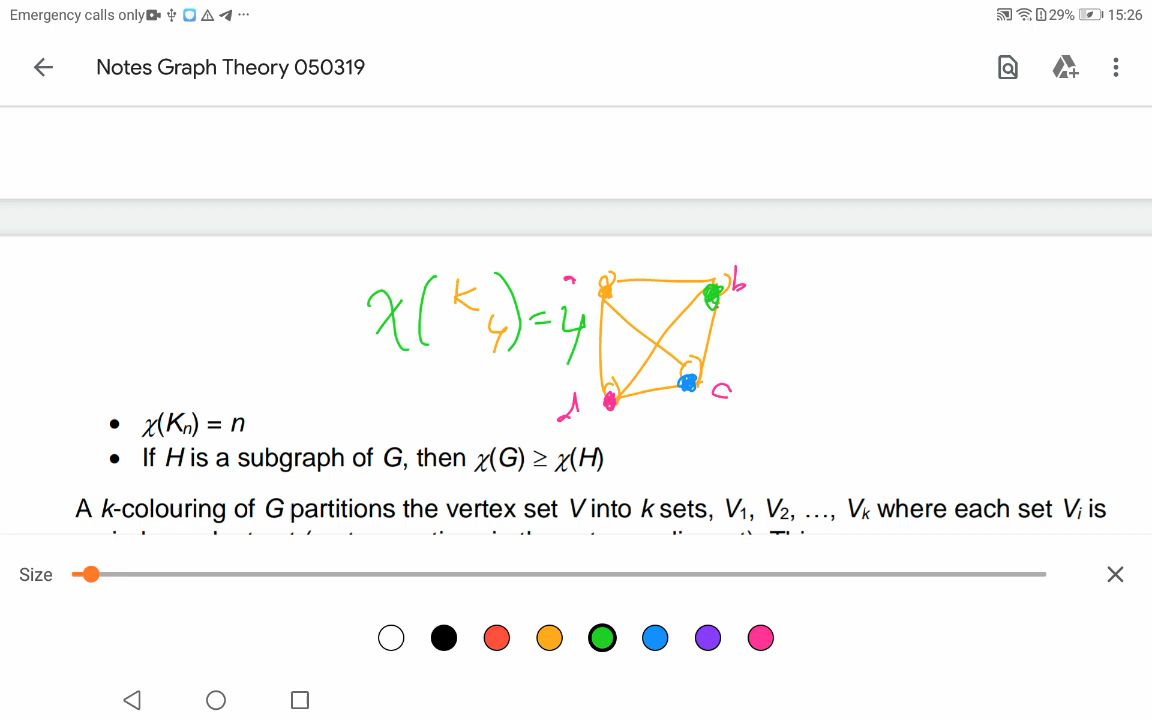 Emergency calls only ... 29% 15:26
Notes Graph Theory 050319
χ(K₄)=4
b
c
d
• χ(Kₙ) = n
• If H is a subgraph of G, then χ(G) ≥ χ(H)
A k-colouring of G partitions the vertex set V into k sets, V₁, V₂, …, Vₖ where each set Vᵢ is
Size